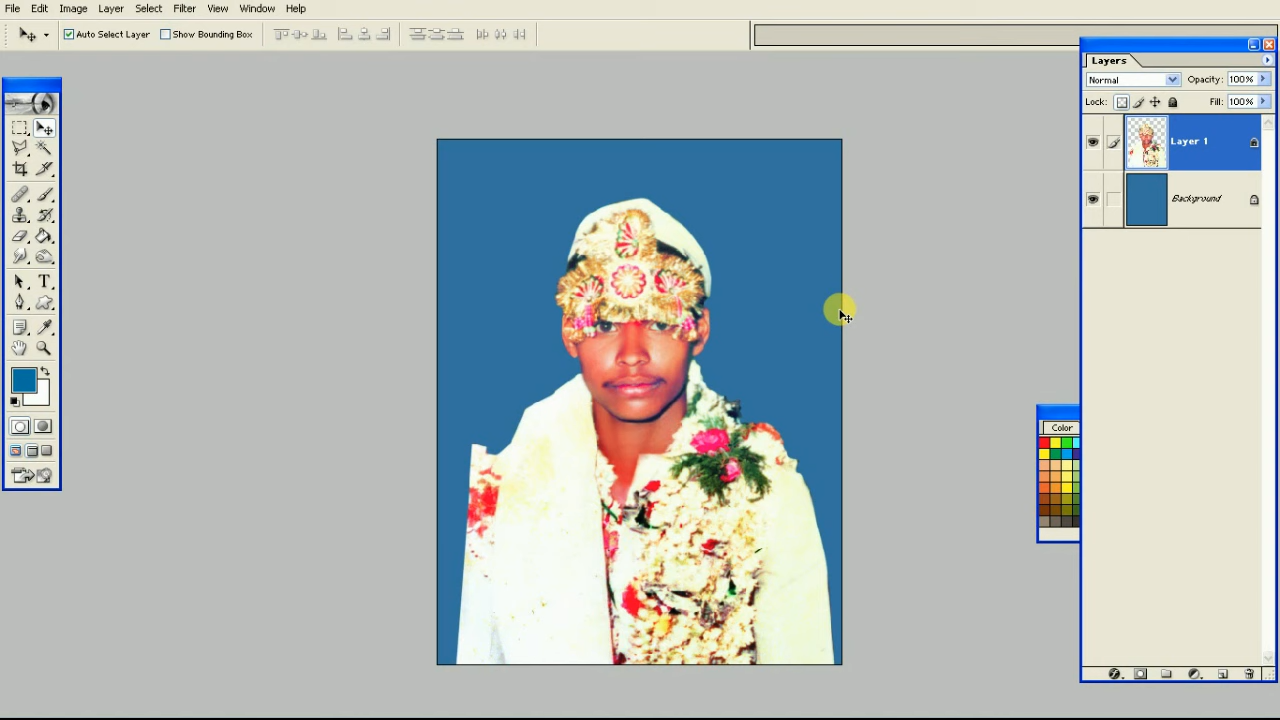 File Edit Image Layer Select Filter View Window Help
Auto Select Layer Show Bounding Box
Layers
Normal Opacity: 100%
Lock: Fill: 100%
Layer 1
Background
Color
T